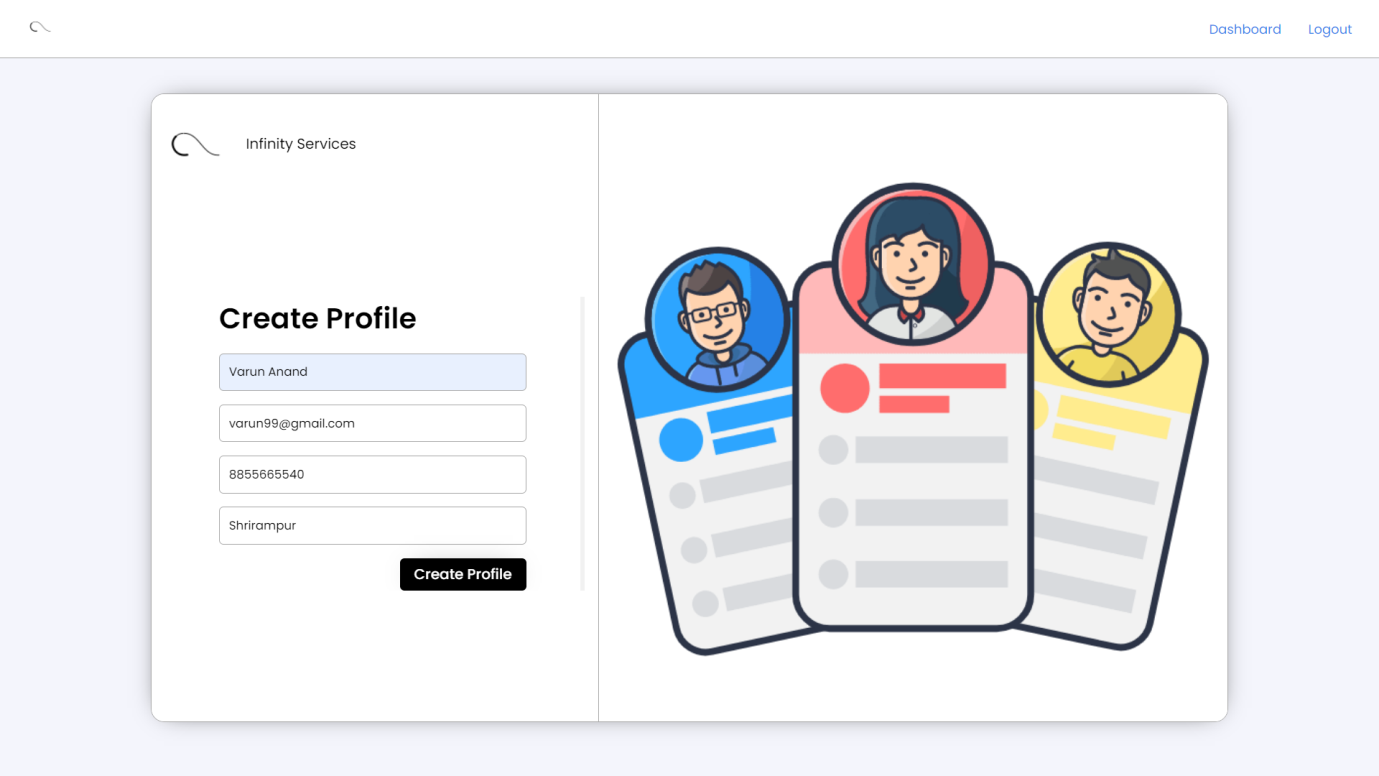 Dashboard Logout
Infinity Services
Create Profile
Varun Anand
varun99@gmail.com
8855665540
Shrirampur
Create Profile